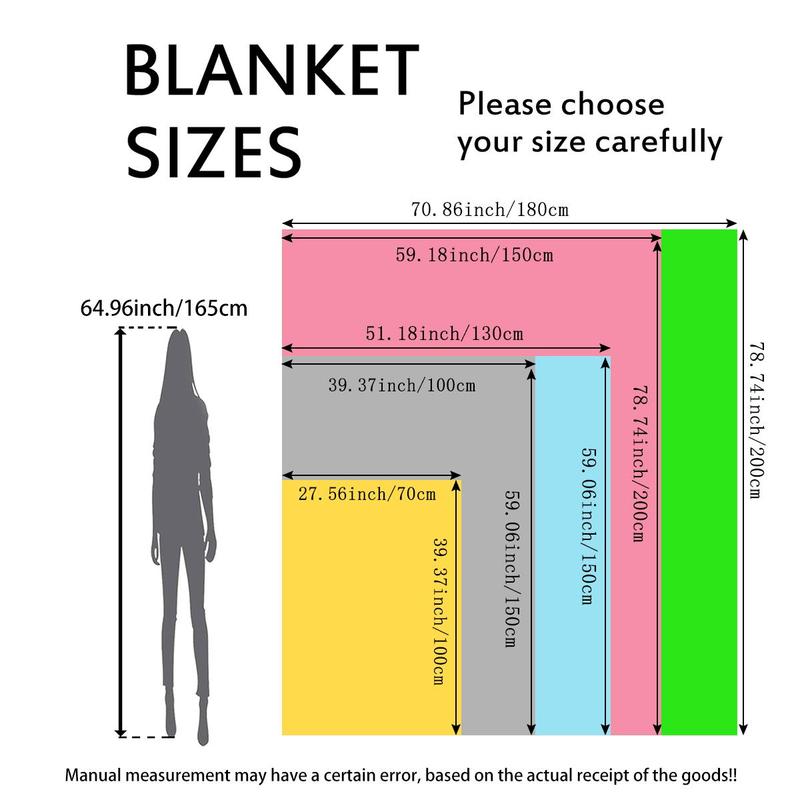 BLANKET
SIZES
Please choose
your size carefully
70.86inch/180cm
59.18inch/150cm
64.96inch/165cm
51.18inch/130cm
39.37inch/100cm
27.56inch/70cm
39.37inch/100cm
59.06inch/150cm
59.06inch/150cm
78.74inch/200cm
78.74inch/200cm
Manual measurement may have a certain error, based on the actual receipt of the goods!!